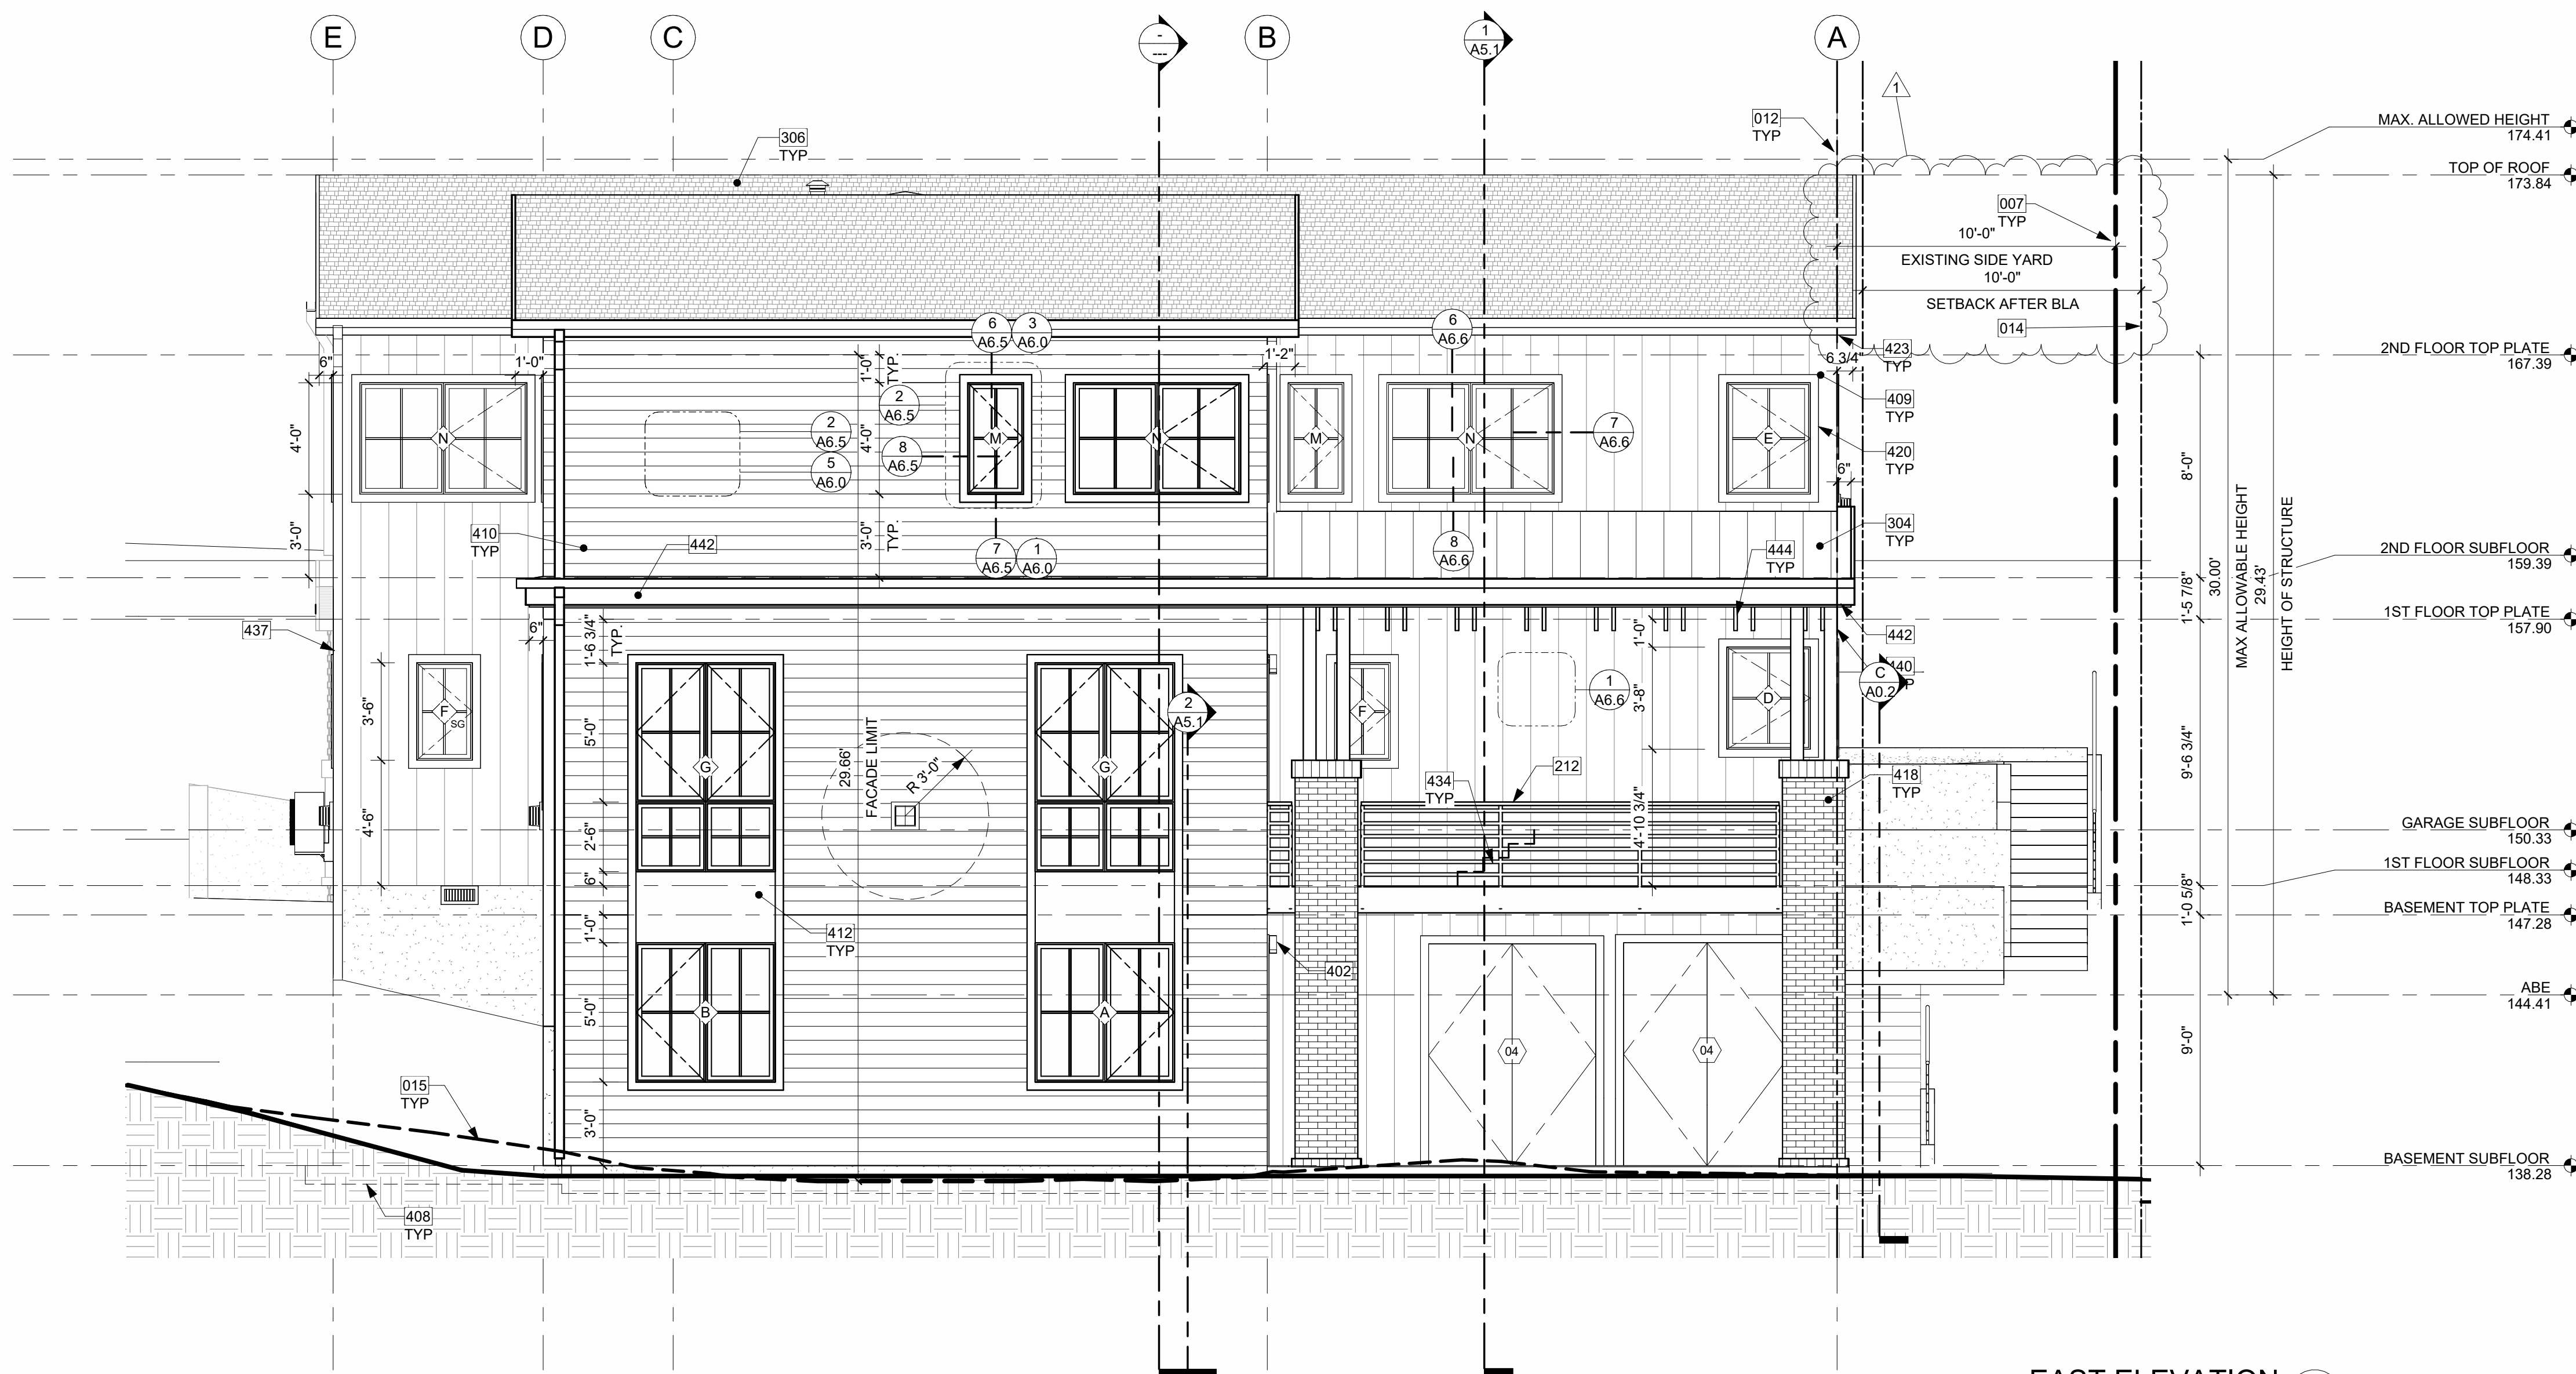 E
D
C
-
---
B
1
A5.1
A
1
012
TYP
306
TYP
MAX. ALLOWED HEIGHT
174.41
TOP OF ROOF
173.84
007
TYP
10'-0"
EXISTING SIDE YARD
10'-0"
SETBACK AFTER BLA
014
6
A6.5
3
A6.0
6
A6.6
423
TYP
2ND FLOOR TOP PLATE
167.39
6"
1'-0"
1'-0"
TYP.
1'-2"
6 3/4"
409
TYP
2
A6.5
2
A6.5
4'-0"
4'-0"
N
M
N
M
N
E
7
A6.6
420
TYP
8
A6.5
5
A6.0
6"
8'-0"
410
TYP
442
3'-0"
3'-0"
TYP.
7
A6.5
1
A6.0
8
A6.6
444
TYP
304
TYP
2ND FLOOR SUBFLOOR
159.39
MAX ALLOWABLE HEIGHT
30.00'
29.43'
HEIGHT OF STRUCTURE
1'-5 7/8"
1ST FLOOR TOP PLATE
157.90
437
6"
1'-6 3/4"
TYP.
1'-0"
442
C
A0.2
3'-6"
F
SG
5'-0"
G
G
2
A5.1
F
1
A6.6
3'-8"
D
29.66'
FACADE LIMIT
R 3'-0"
9'-6 3/4"
434
TYP
212
418
TYP
4'-6"
2'-6"
4'-10 3/4"
GARAGE SUBFLOOR
150.33
6"
1ST FLOOR SUBFLOOR
148.33
1'-0"
412
TYP
1'-0 5/8"
BASEMENT TOP PLATE
147.28
402
ABE
144.41
5'-0"
B
A
04
04
9'-0"
015
TYP
3'-0"
BASEMENT SUBFLOOR
138.28
408
TYP
EAST ELEVATION